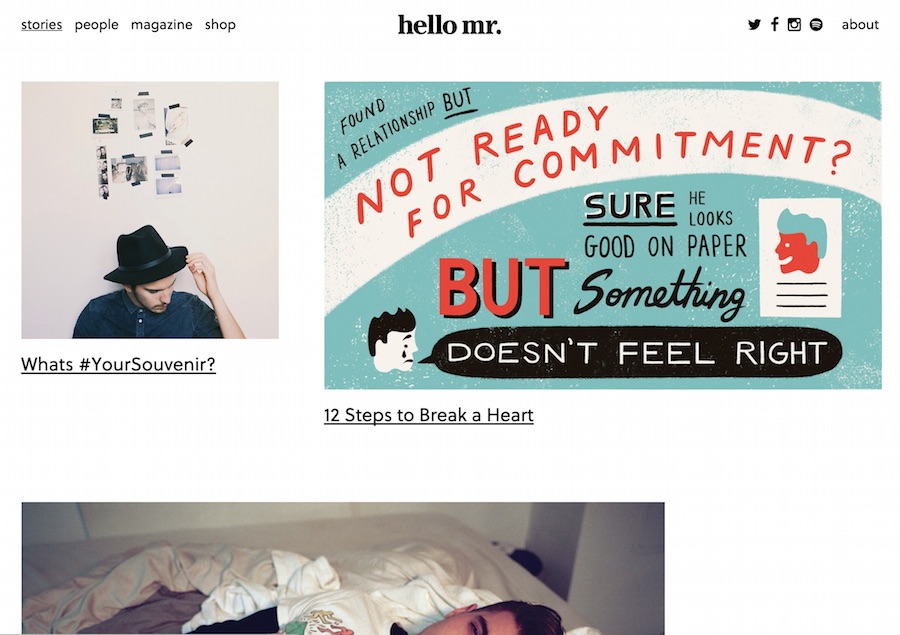 stories people magazine shop
hello mr.
about
FOUND
A RELATIONSHIP BUT
NOT READY
FOR COMMITMENT?
SURE HE
LOOKS
GOOD ON PAPER
BUT Something
DOESN'T FEEL RIGHT
Whats #YourSouvenir?
12 Steps to Break a Heart